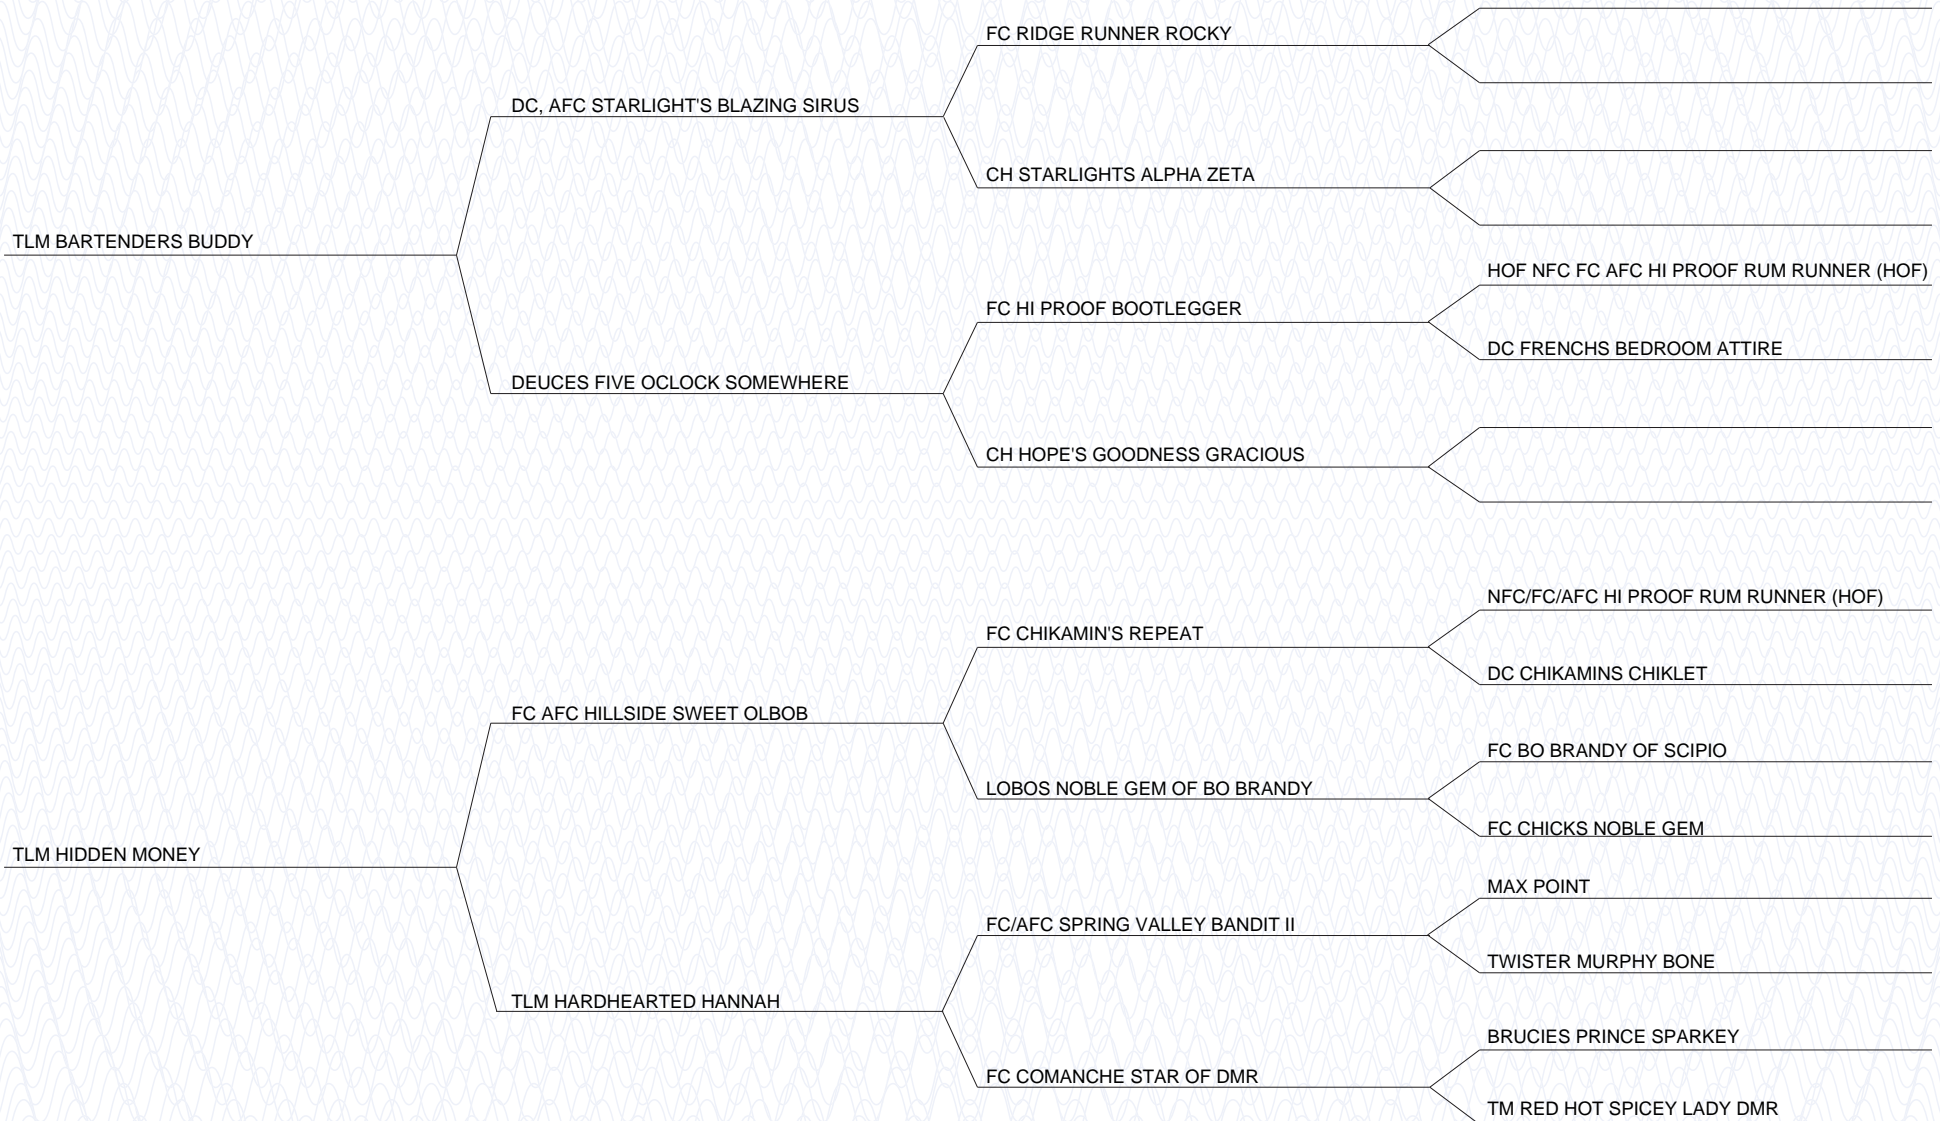 FC RIDGE RUNNER ROCKY
DC, AFC STARLIGHT'S BLAZING SIRUS
CH STARLIGHTS ALPHA ZETA
TLM BARTENDERS BUDDY
HOF NFC FC AFC HI PROOF RUM RUNNER (HOF)
FC HI PROOF BOOTLEGGER
DC FRENCHS BEDROOM ATTIRE
DEUCES FIVE OCLOCK SOMEWHERE
CH HOPE'S GOODNESS GRACIOUS
NFC/FC/AFC HI PROOF RUM RUNNER (HOF)
FC CHIKAMIN'S REPEAT
DC CHIKAMINS CHIKLET
FC AFC HILLSIDE SWEET OLBOB
FC BO BRANDY OF SCIPIO
LOBOS NOBLE GEM OF BO BRANDY
FC CHICKS NOBLE GEM
TLM HIDDEN MONEY
MAX POINT
FC/AFC SPRING VALLEY BANDIT II
TWISTER MURPHY BONE
TLM HARDHEARTED HANNAH
BRUCIES PRINCE SPARKEY
FC COMANCHE STAR OF DMR
TM RED HOT SPICEY LADY DMR